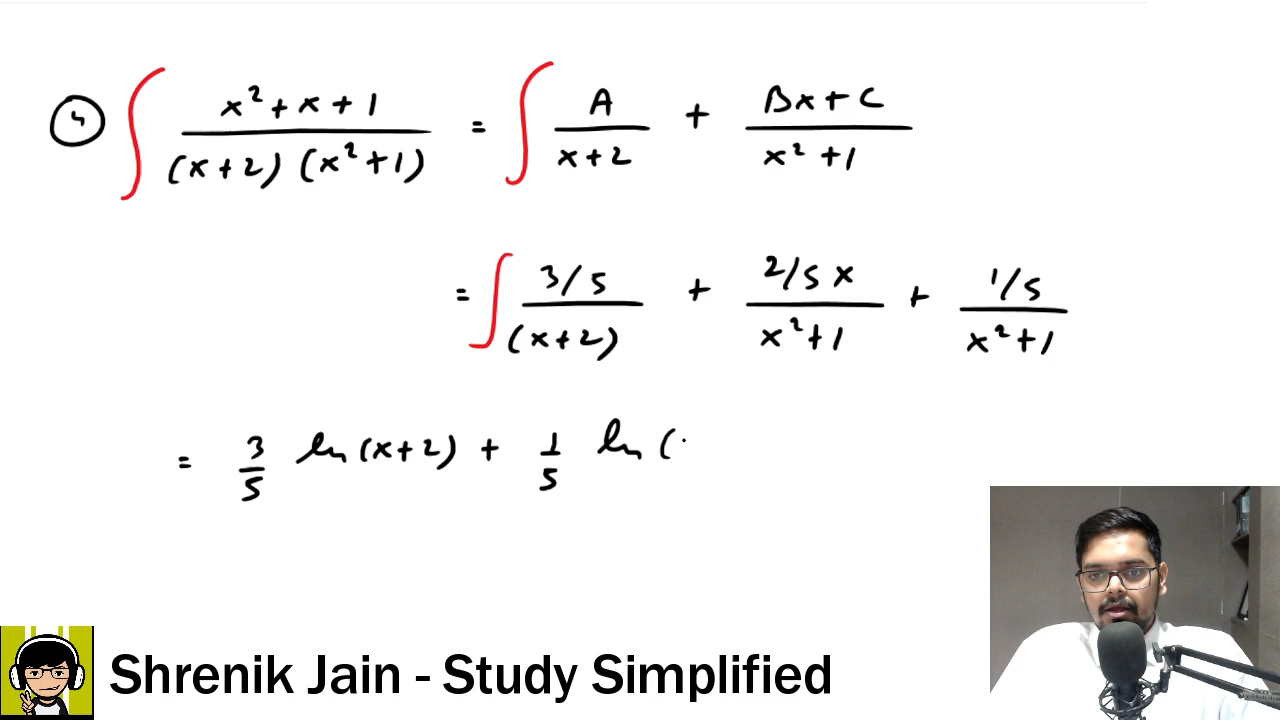 4 ∫ (x² + x + 1) / ((x+2) (x²+1)) = ∫ A / (x+2) + (Bx + C) / (x² + 1)
= ∫ (3/5) / (x+2) + (2/5 x) / (x²+1) + (1/5) / (x²+1)
= 3/5 ln (x+2) + 1/5 ln (
Shrenik Jain - Study Simplified